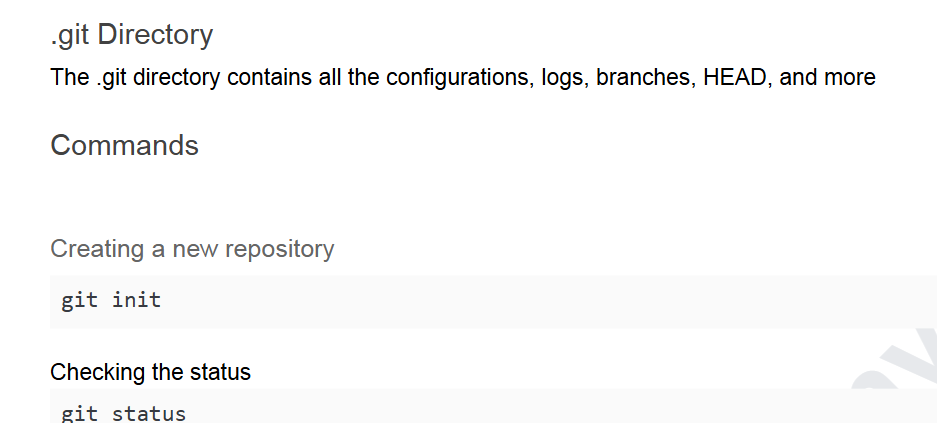 .git Directory
The .git directory contains all the configurations, logs, branches, HEAD, and more
Commands
Creating a new repository
git init
Checking the status
git status